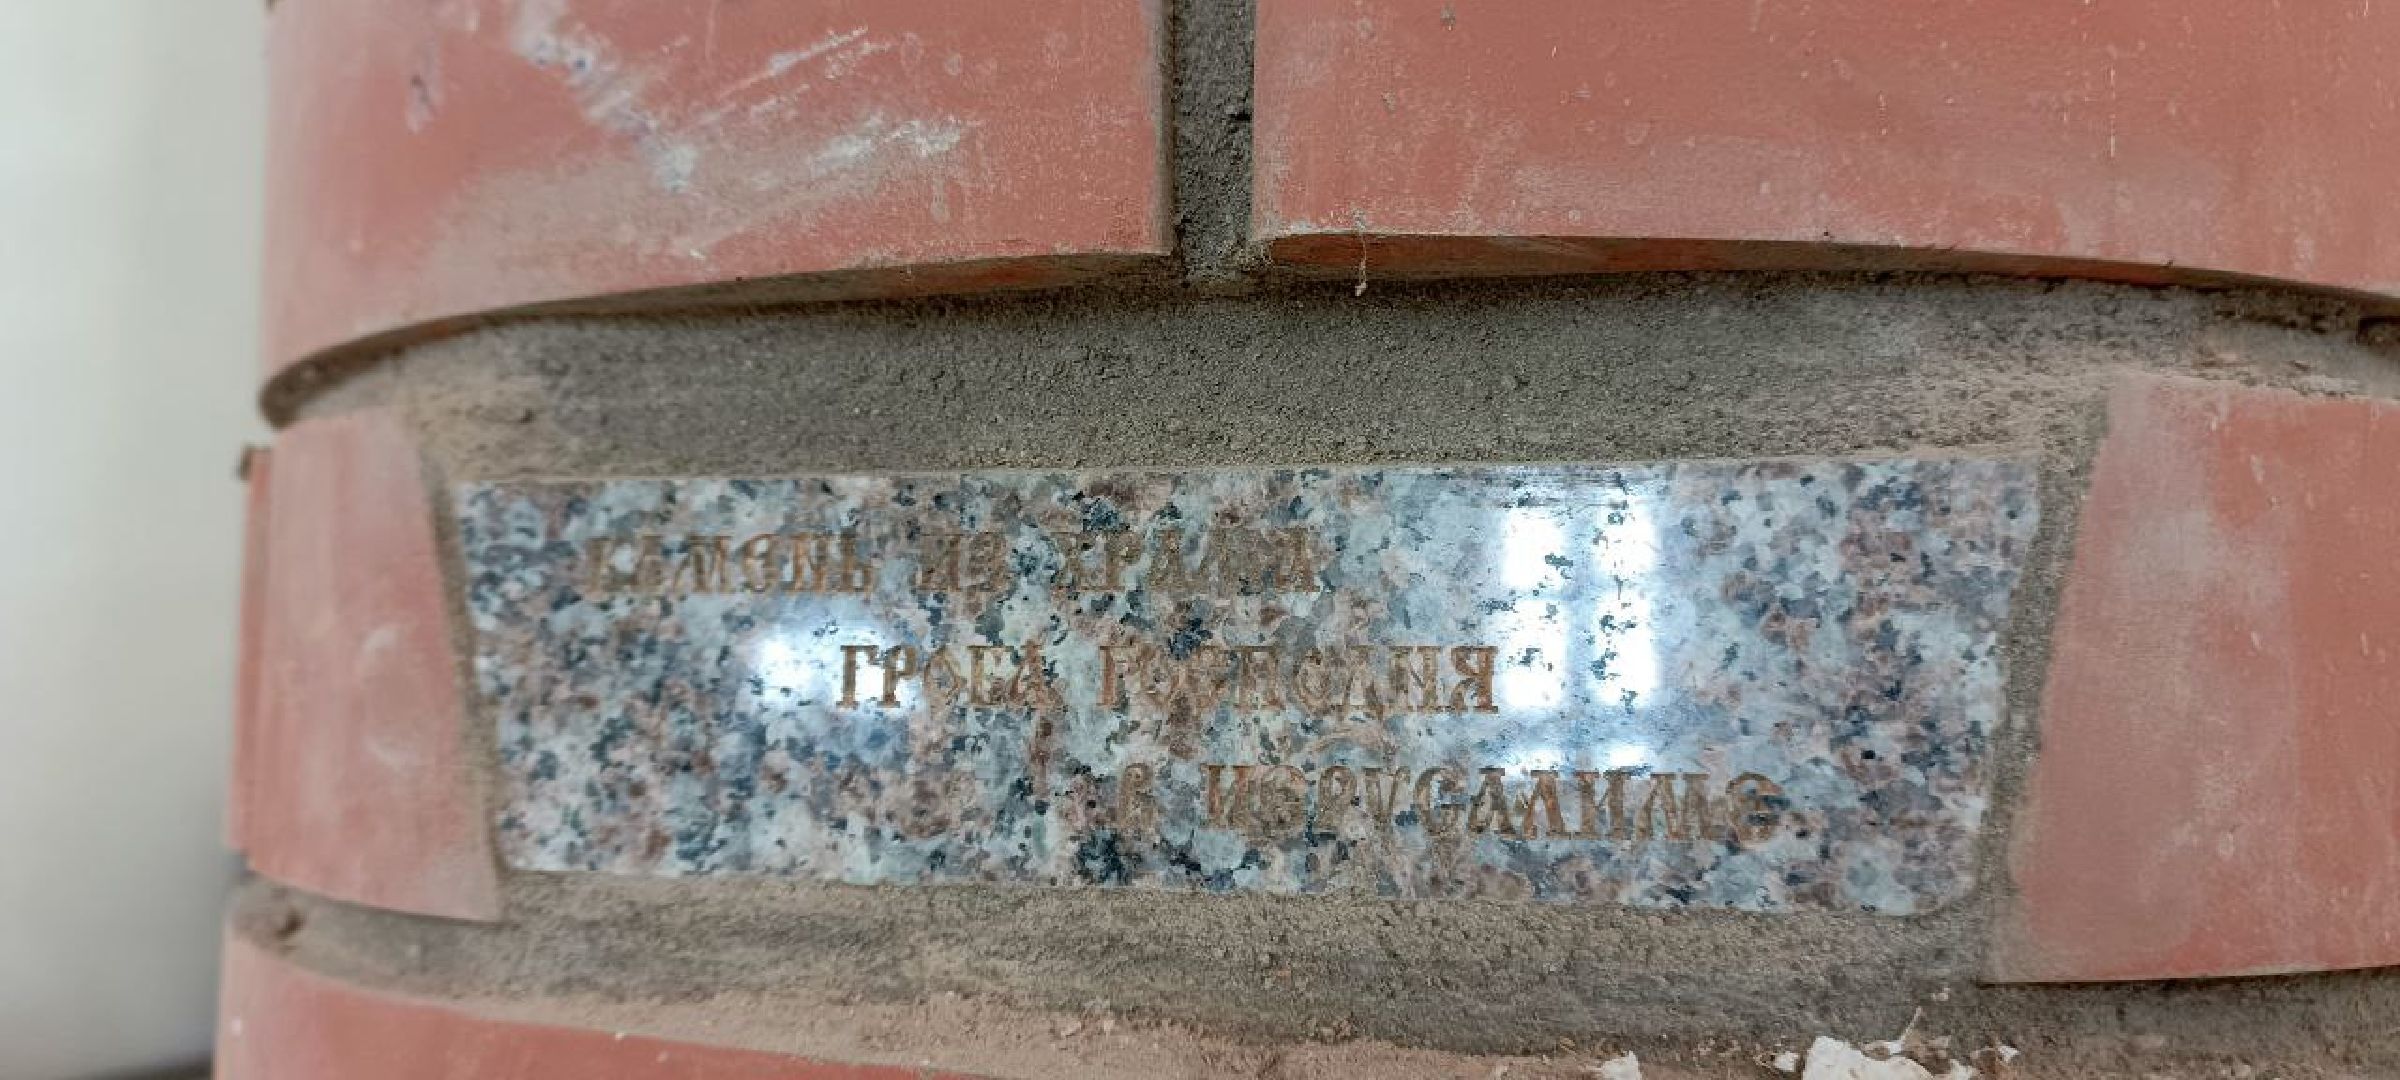 КАМЕНЬ ИЗ ХРАМА
ГРОБА ГОСПОДНЯ
В ИЕРУСАЛИМЕ